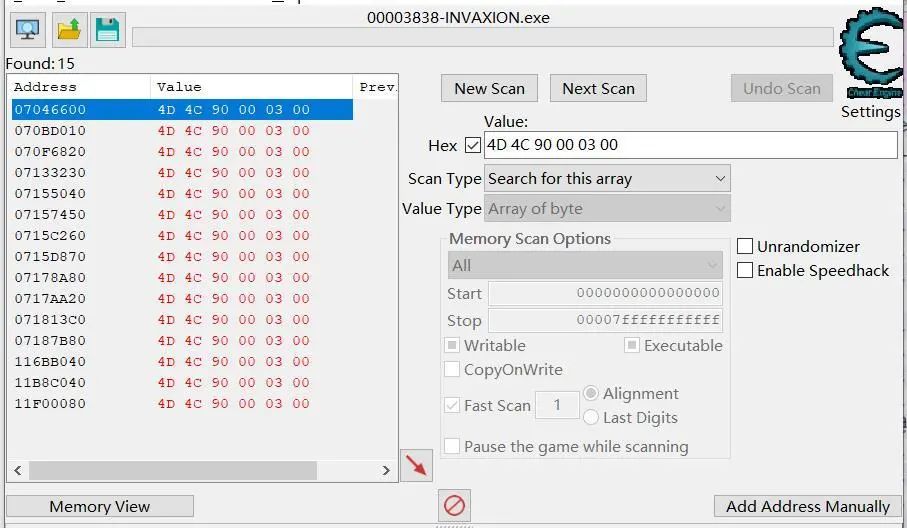 00003838-INVAXION.exe
Found: 15
Address Value Prev
07046600 4D 4C 90 00 03 00
070BD010 4D 4C 90 00 03 00
070F6820 4D 4C 90 00 03 00
07133230 4D 4C 90 00 03 00
07155040 4D 4C 90 00 03 00
07157450 4D 4C 90 00 03 00
0715C260 4D 4C 90 00 03 00
0715D870 4D 4C 90 00 03 00
07178A80 4D 4C 90 00 03 00
0717AA20 4D 4C 90 00 03 00
071813C0 4D 4C 90 00 03 00
07187B80 4D 4C 90 00 03 00
116BB040 4D 4C 90 00 03 00
11B8C040 4D 4C 90 00 03 00
11F00080 4D 4C 90 00 03 00
Memory View
New Scan Next Scan Undo Scan
Cheat Engine
Settings
Value:
Hex 4D 4C 90 00 03 00
Scan Type Search for this array
Value Type Array of byte
Memory Scan Options
All
Start 0000000000000000
Stop 00007fffffffffff
Writable Executable
CopyOnWrite
Fast Scan 1 Alignment
Last Digits
Pause the game while scanning
Unrandomizer
Enable Speedhack
Add Address Manually